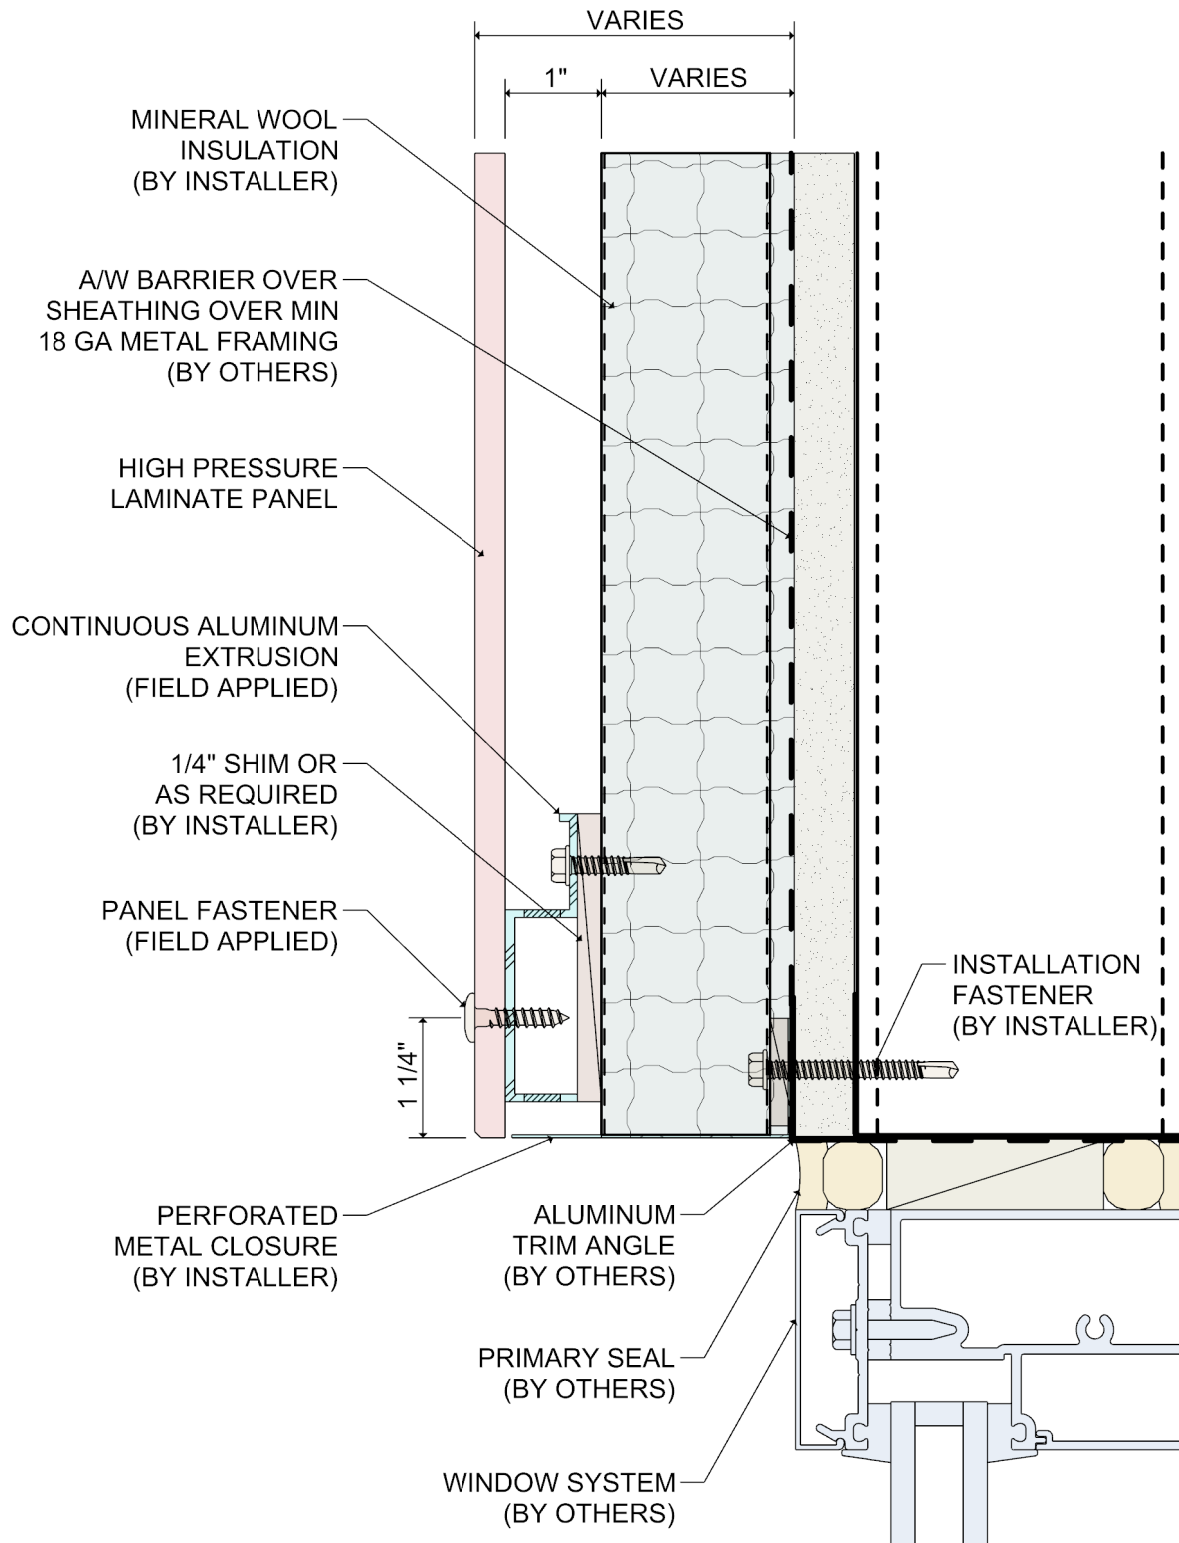 VARIES
1"
VARIES
MINERAL WOOL
INSULATION
(BY INSTALLER)
A/W BARRIER OVER
SHEATHING OVER MIN
18 GA METAL FRAMING
(BY OTHERS)
HIGH PRESSURE
LAMINATE PANEL
CONTINUOUS ALUMINUM
EXTRUSION
(FIELD APPLIED)
1/4" SHIM OR
AS REQUIRED
(BY INSTALLER)
PANEL FASTENER
(FIELD APPLIED)
INSTALLATION
FASTENER
(BY INSTALLER)
1 1/4"
PERFORATED
METAL CLOSURE
(BY INSTALLER)
ALUMINUM
TRIM ANGLE
(BY OTHERS)
PRIMARY SEAL
(BY OTHERS)
WINDOW SYSTEM
(BY OTHERS)